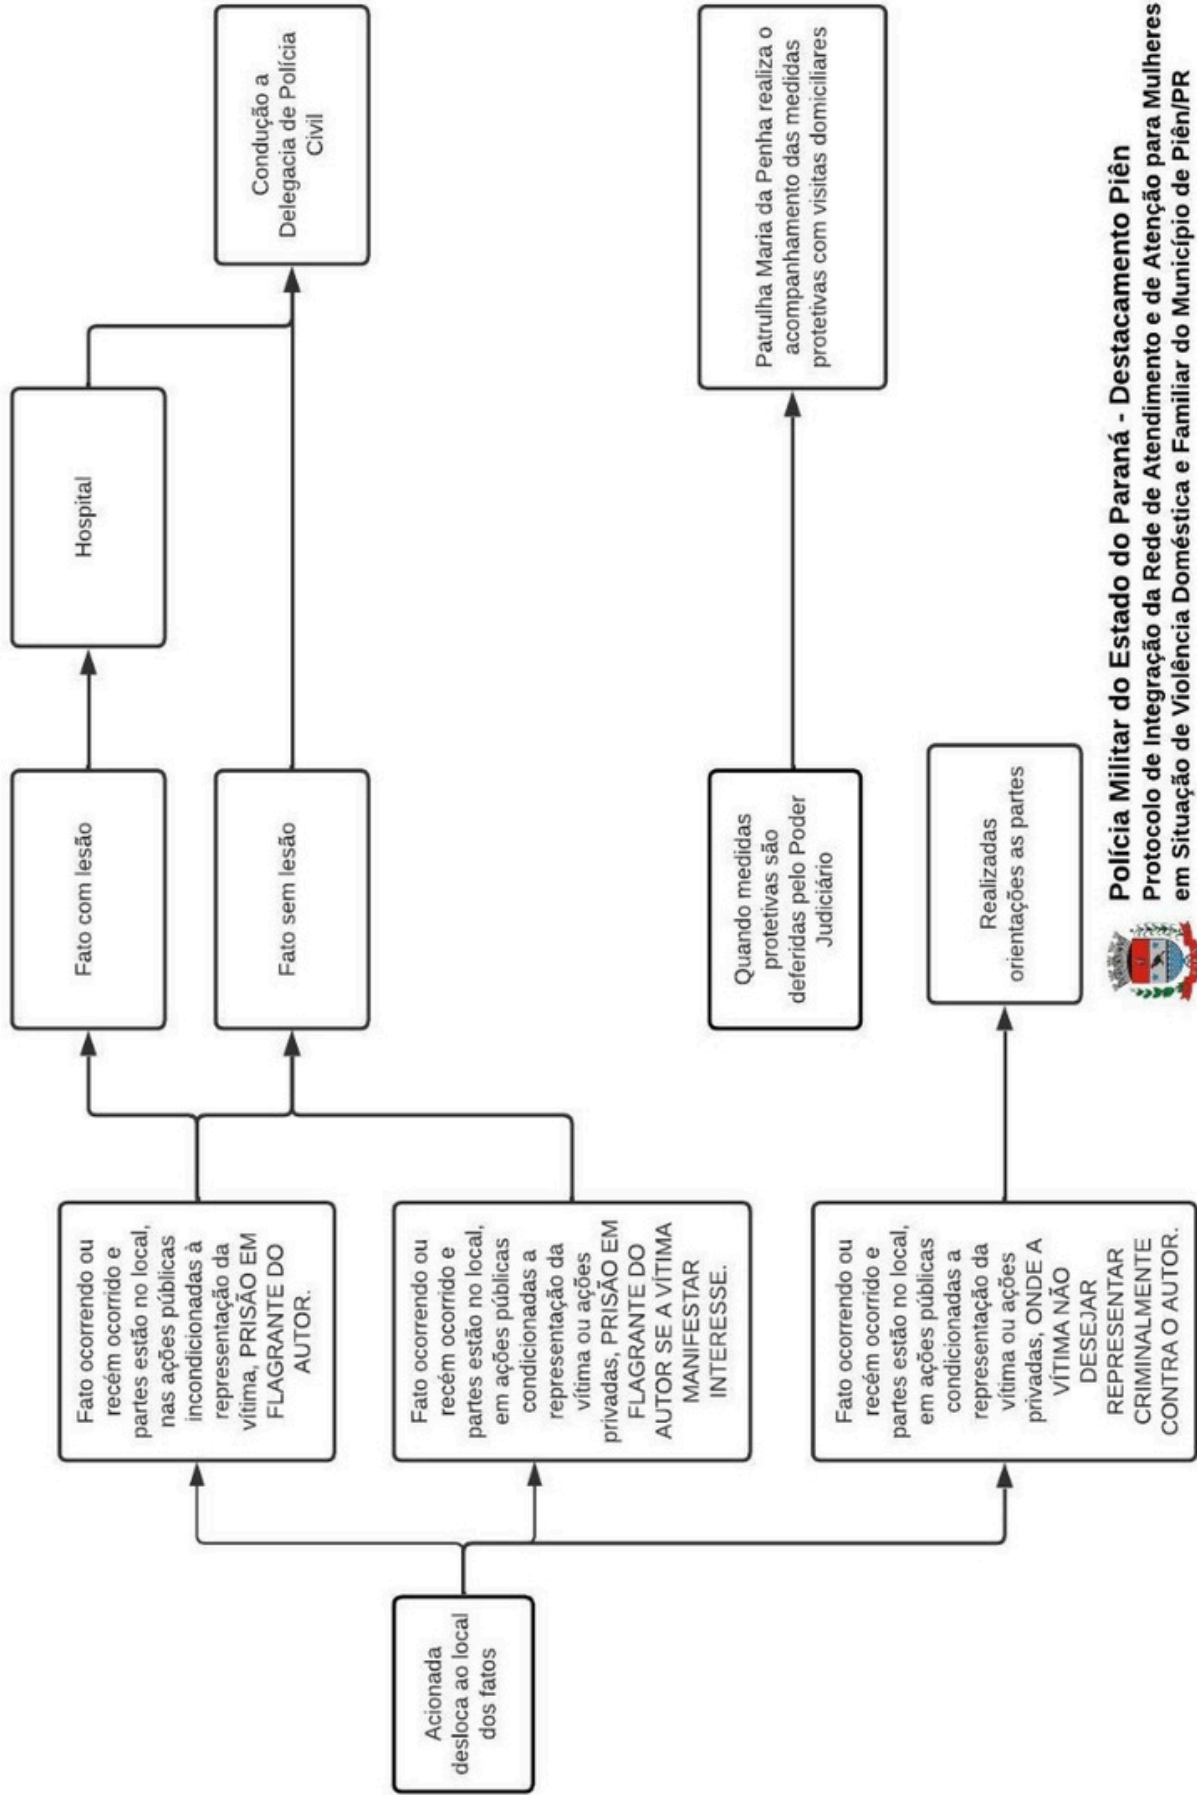 Acionada
desloca ao local
dos fatos
Fato ocorrendo ou
recém ocorrido e
partes estão no local,
nas ações públicas
incondicionadas à
representação da
vítima, PRISÃO EM
FLAGRANTE DO
AUTOR.
Fato ocorrendo ou
recém ocorrido e
partes estão no local,
em ações públicas
condicionadas a
representação da
vítima ou ações
privadas, PRISÃO EM
FLAGRANTE DO
AUTOR SE A VÍTIMA
MANIFESTAR
INTERESSE.
Fato ocorrendo ou
recém ocorrido e
partes estão no local,
em ações públicas
condicionadas a
representação da
vítima ou ações
privadas, ONDE A
VÍTIMA NÃO
DESEJAR
REPRESENTAR
CRIMINALMENTE
CONTRA O AUTOR.
Fato com lesão
Fato sem lesão
Hospital
Condução a
Delegacia de Polícia
Civil
Quando medidas
protetivas são
deferidas pelo Poder
Judiciário
Patrulha Maria da Penha realiza o
acompanhamento das medidas
protetivas com visitas domiciliares
Realizadas
orientações as partes
Polícia Militar do Estado do Paraná - Destacamento Piên
Protocolo de Integração da Rede de Atendimento e de Atenção para Mulheres
em Situação de Violência Doméstica e Familiar do Município de Piên/PR